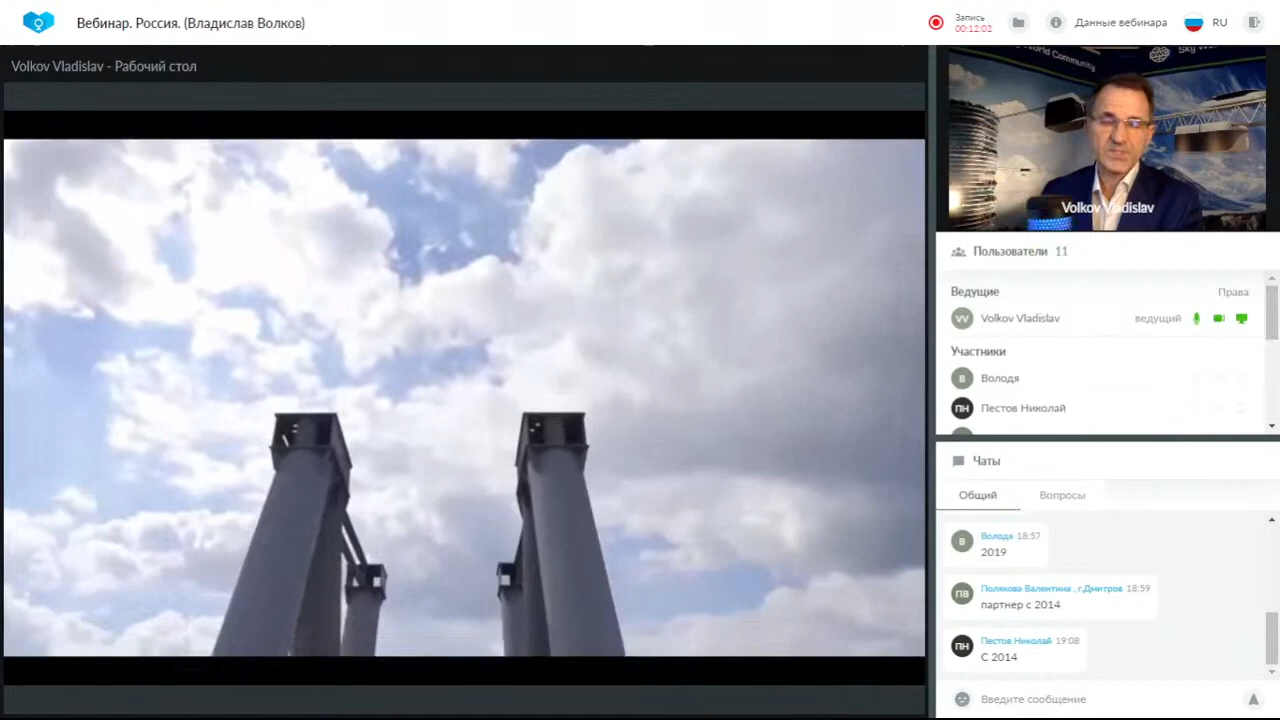 Вебинар. Россия. (Владислав Волков)
Запись
00:12:02
Данные вебинара
RU
Volkov Vladislav - Рабочий стол
World Community
Volkov Vladislav
Пользователи 11
Ведущие
Права
VV Volkov Vladislav ведущий
Участники
В Володя
ПН Пестов Николай
Чаты
Общий
Вопросы
Володя 18:57
В
2019
Полякова Валентина , г.Дмитров 18:59
ПВ
партнер с 2014
Пестов Николай 19:08
ПН
С 2014
Введите сообщение